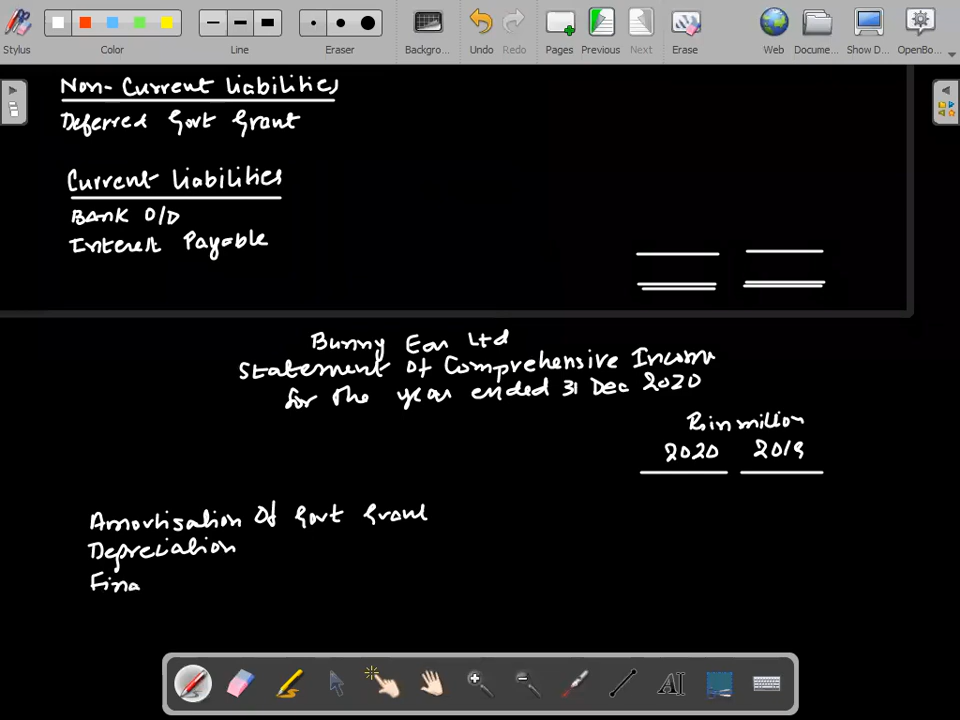 Stylus
Color
Line
Eraser
Backgro...
Undo
Redo
Pages
Previous
Next
Erase
Web
Docume...
Show D...
OpenBo...
Non-Current liabilities
Deferred Govt Grant
Current liabilities
Bank O/D
Interest Payable
Bunny Ear Ltd
Statement Of Comprehensive Income
for the year ended 31 Dec 2020
Rs in million
2020 2019
Amortisation Of Govt Grant
Depreciation
Fina